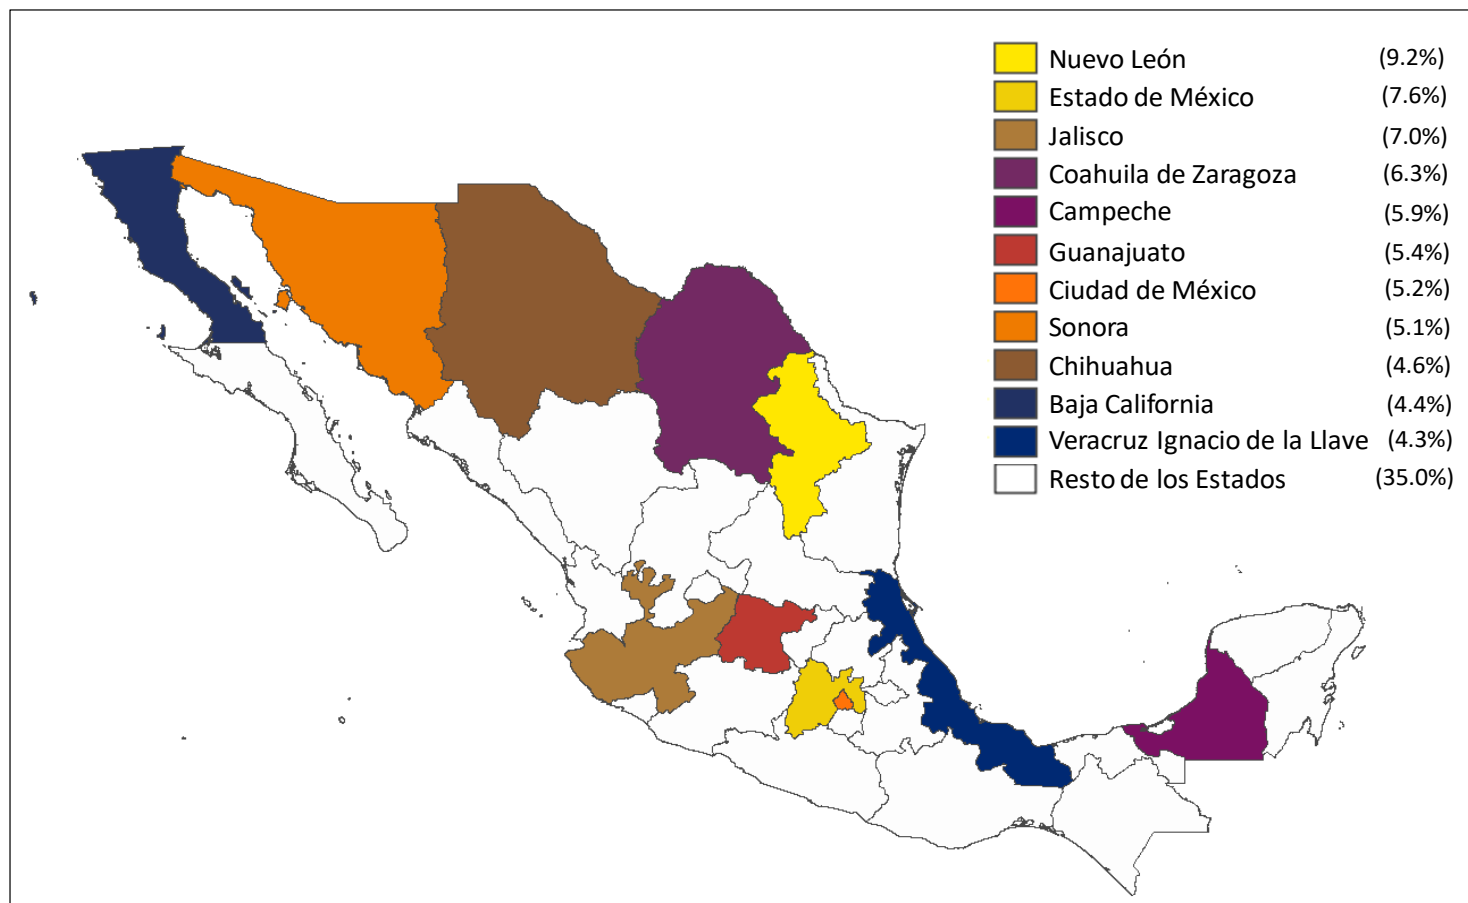 Nuevo León (9.2%)
Estado de México (7.6%)
Jalisco (7.0%)
Coahuila de Zaragoza (6.3%)
Campeche (5.9%)
Guanajuato (5.4%)
Ciudad de México (5.2%)
Sonora (5.1%)
Chihuahua (4.6%)
Baja California (4.4%)
Veracruz Ignacio de la Llave (4.3%)
Resto de los Estados (35.0%)